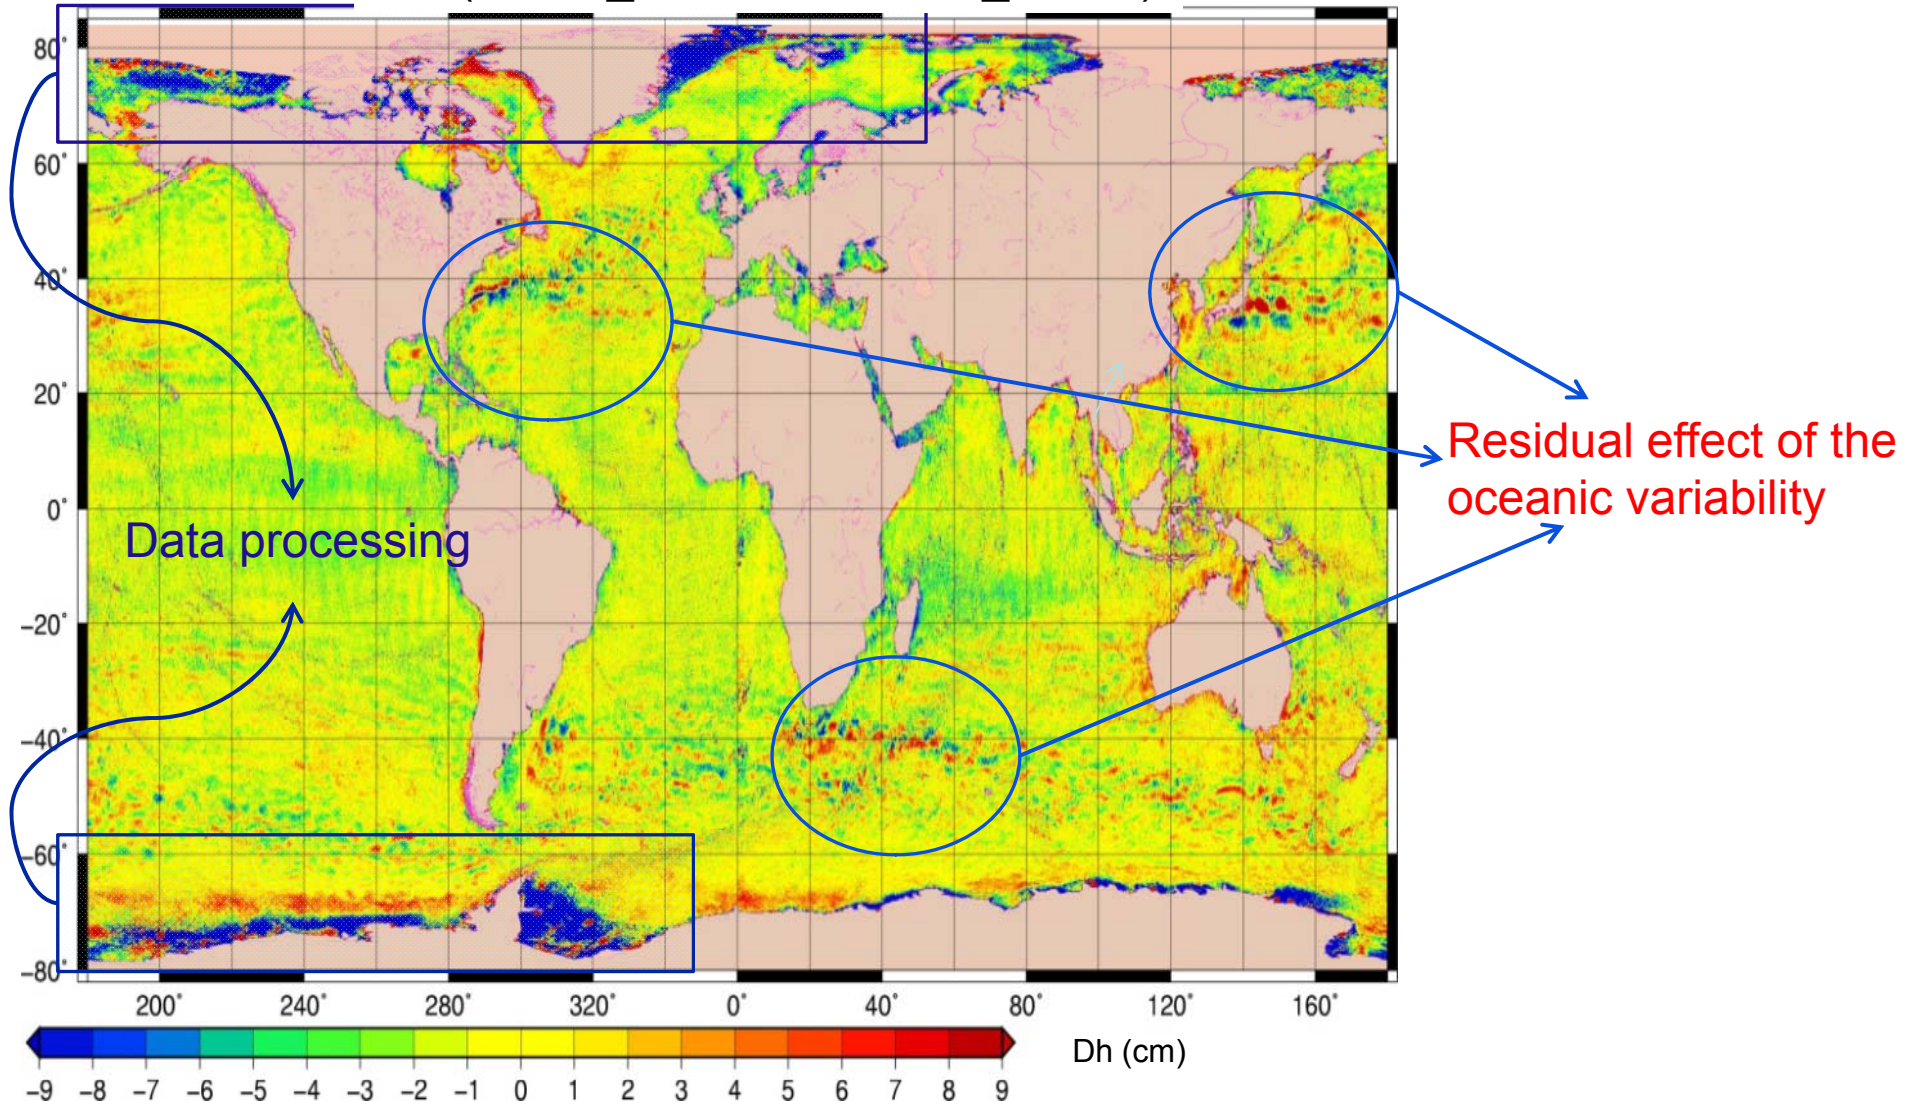 80°
60°
40°
20°
0°
−20°
−40°
−60°
−80°
Data processing
Residual effect of the
oceanic variability
200° 240° 280° 320° 0° 40° 80° 120° 160°
Dh (cm)
−9 −8 −7 −6 −5 −4 −3 −2 −1 0 1 2 3 4 5 6 7 8 9